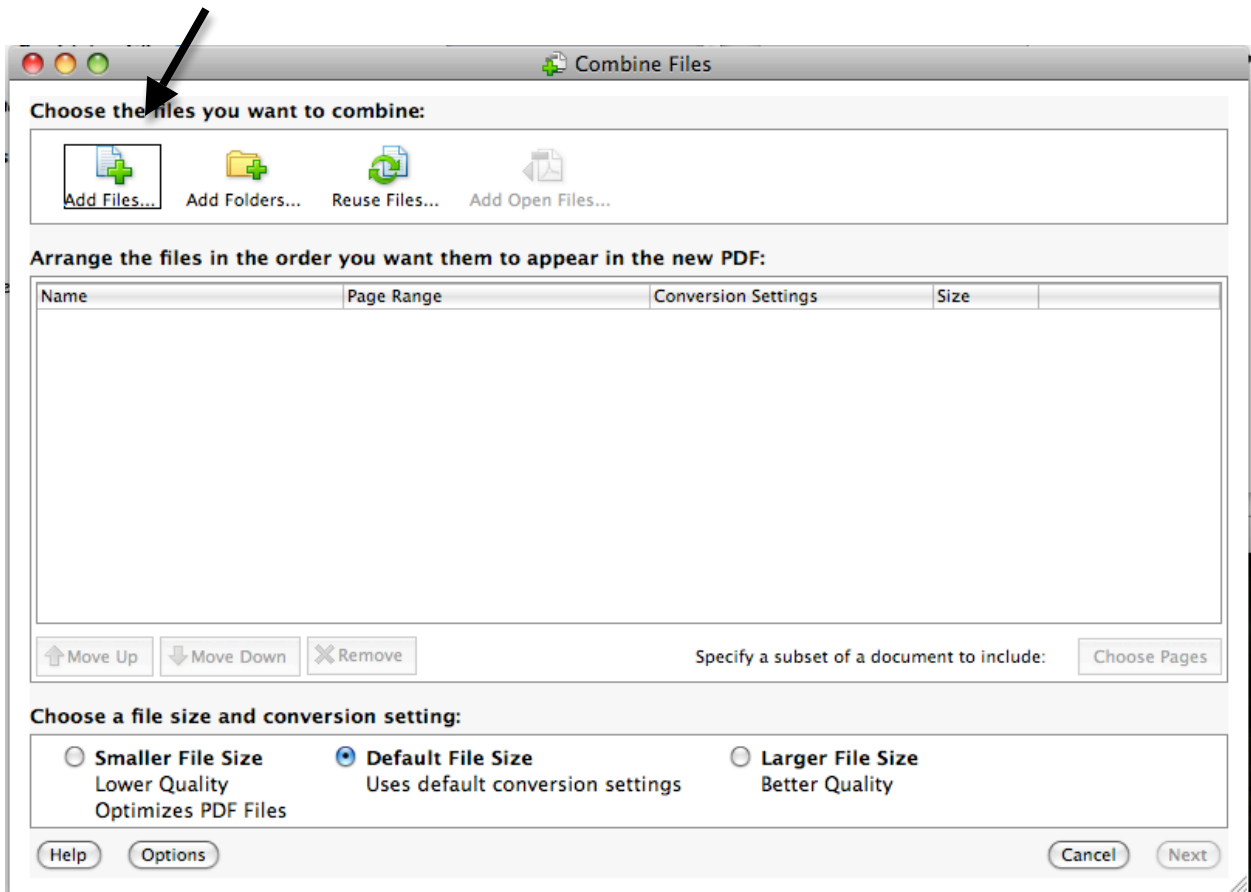 Combine Files
Choose the files you want to combine:
Add Files... Add Folders... Reuse Files... Add Open Files...
Arrange the files in the order you want them to appear in the new PDF:
Name Page Range Conversion Settings Size
Move Up Move Down Remove Specify a subset of a document to include: Choose Pages
Choose a file size and conversion setting:
Smaller File Size Default File Size Larger File Size
Lower Quality Uses default conversion settings Better Quality
Optimizes PDF Files
Help Options Cancel Next